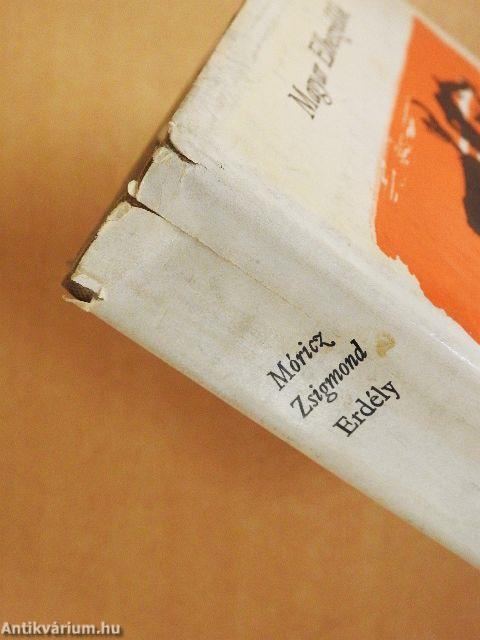 Magyar Elbeszélők
Móricz
Zsigmond
Erdély
Antikvárium.hu